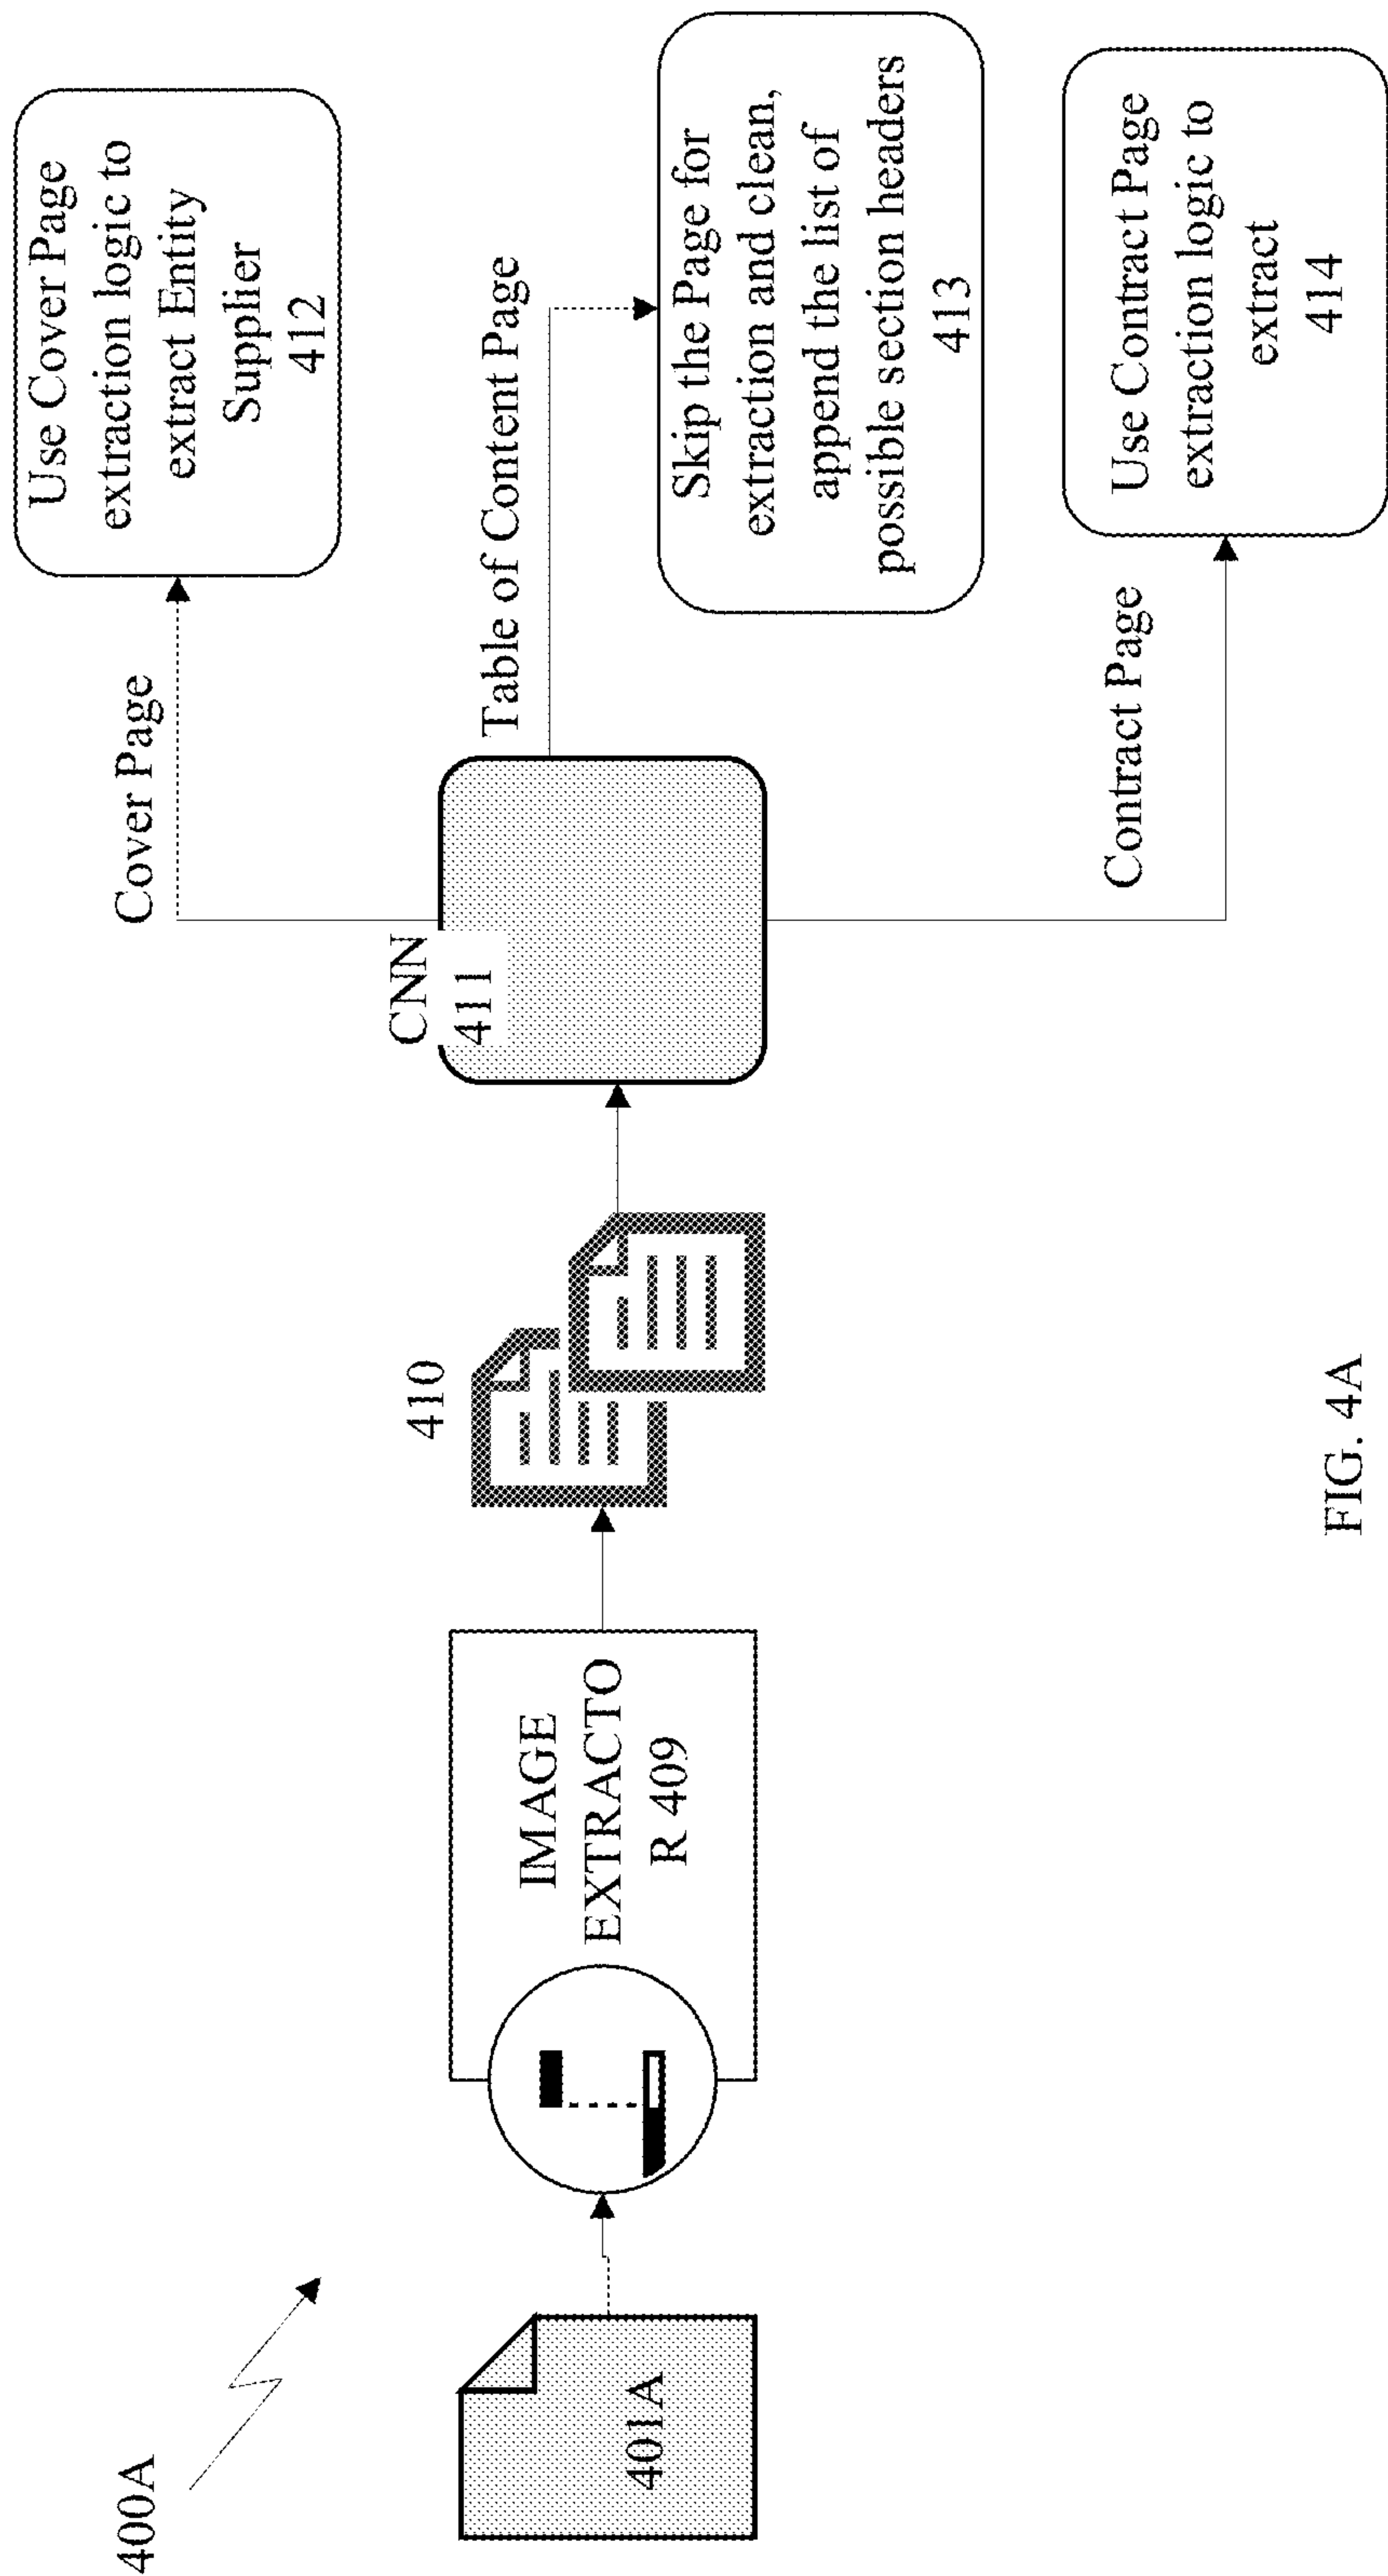 400A
401A
IMAGE
EXTRACTO
R 409
410
CNN
411
Cover Page
Use Cover Page
extraction logic to
extract Entity
Supplier
412
Table of Content Page
Skip the Page for
extraction and clean,
append the list of
possible section headers
413
Contract Page
Use Contract Page
extraction logic to
extract
414
FIG. 4A